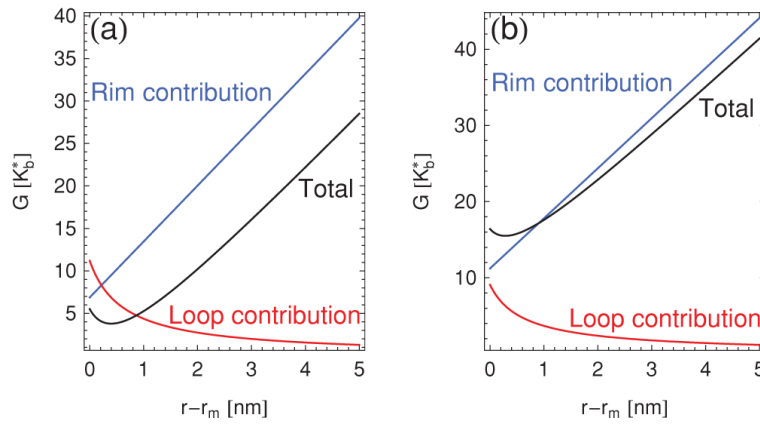 (a)
40
35
30
25
20
15
10
5
G [K*b]
Rim contribution
Total
Loop contribution
0 1 2 3 4 5
r−rm [nm]
(b)
40
30
20
10
G [K*b]
Rim contribution
Total
Loop contribution
0 1 2 3 4 5
r−rm [nm]